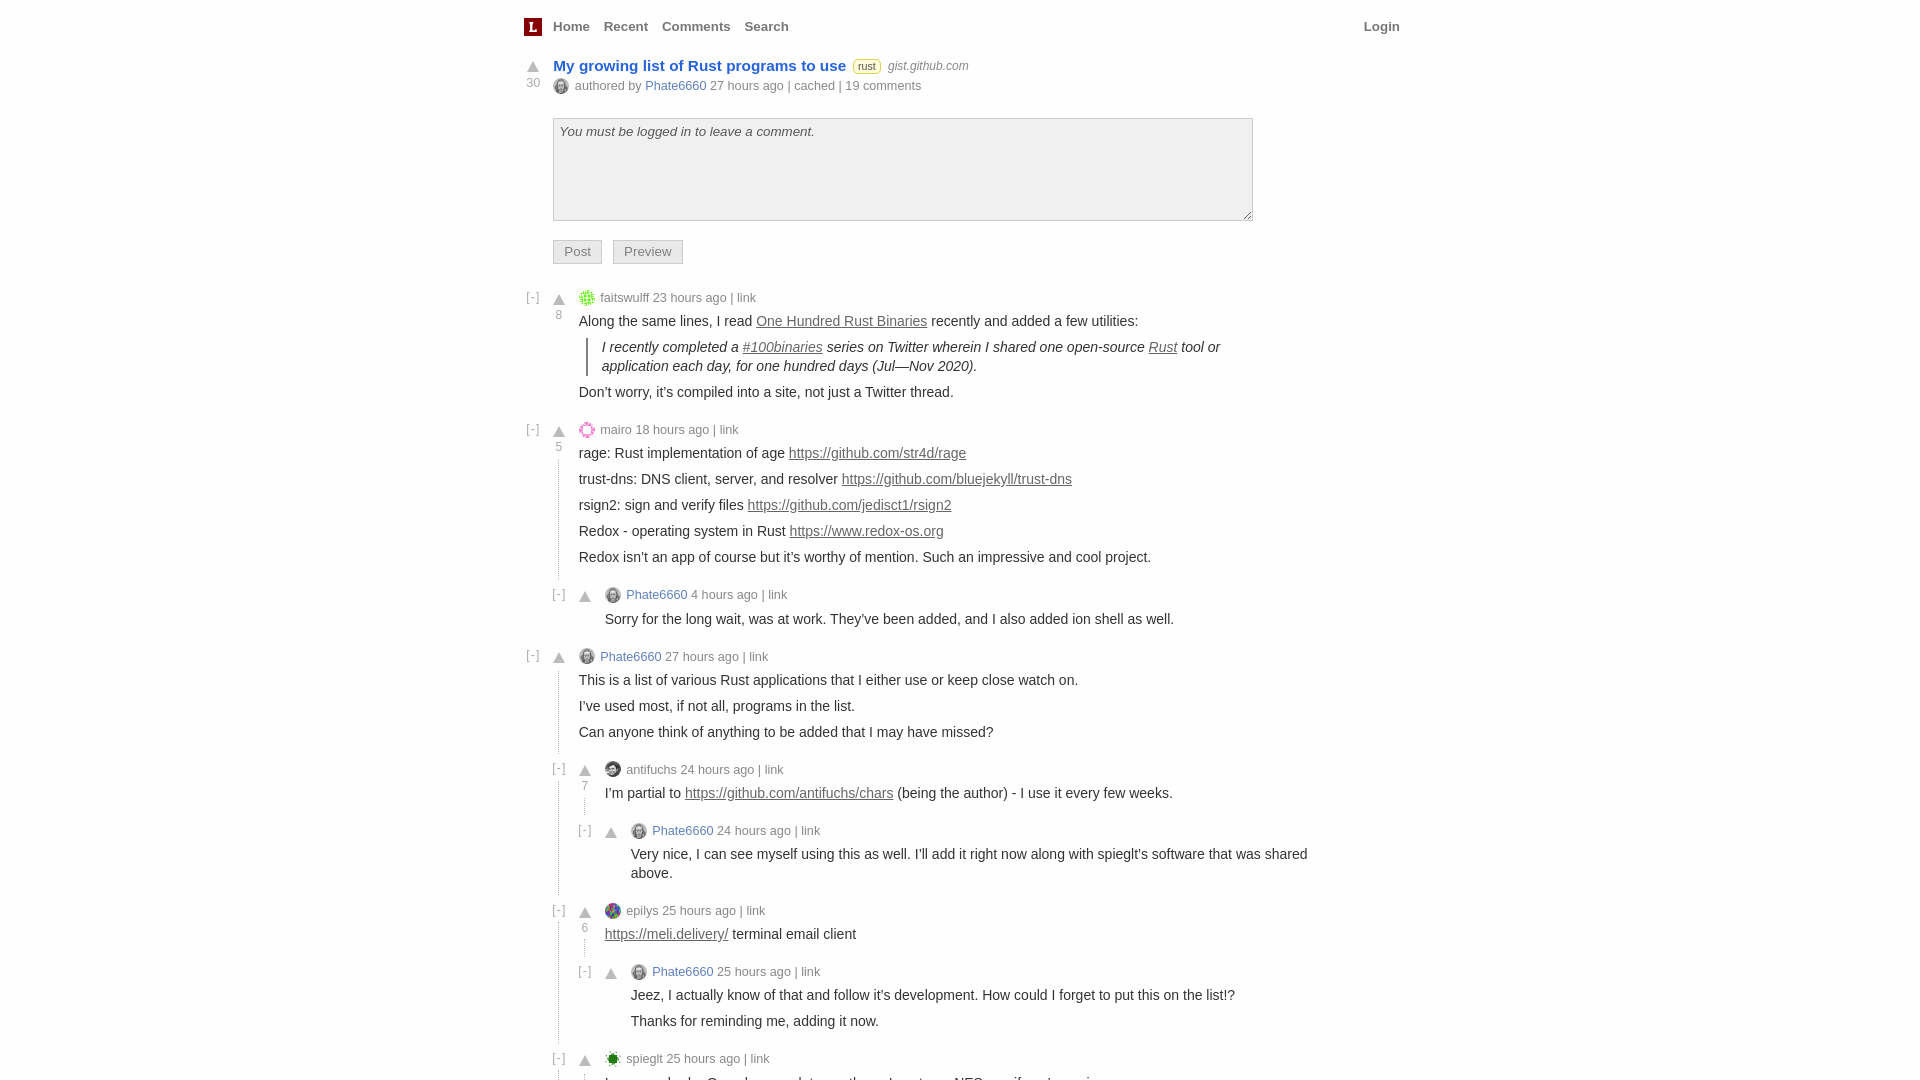 L Home Recent Comments Search Login
My growing list of Rust programs to use rust gist.github.com
30
authored by Phate6660 27 hours ago | cached | 19 comments
You must be logged in to leave a comment.
Post Preview
[-] faitswulff 23 hours ago | link
8
Along the same lines, I read One Hundred Rust Binaries recently and added a few utilities:
I recently completed a #100binaries series on Twitter wherein I shared one open-source Rust tool or
application each day, for one hundred days (Jul—Nov 2020).
Don’t worry, it’s compiled into a site, not just a Twitter thread.
[-] mairo 18 hours ago | link
5
rage: Rust implementation of age https://github.com/str4d/rage
trust-dns: DNS client, server, and resolver https://github.com/bluejekyll/trust-dns
rsign2: sign and verify files https://github.com/jedisct1/rsign2
Redox - operating system in Rust https://www.redox-os.org
Redox isn’t an app of course but it’s worthy of mention. Such an impressive and cool project.
[-] Phate6660 4 hours ago | link
Sorry for the long wait, was at work. They’ve been added, and I also added ion shell as well.
[-] Phate6660 27 hours ago | link
This is a list of various Rust applications that I either use or keep close watch on.
I’ve used most, if not all, programs in the list.
Can anyone think of anything to be added that I may have missed?
[-] antifuchs 24 hours ago | link
7
I’m partial to https://github.com/antifuchs/chars (being the author) - I use it every few weeks.
[-] Phate6660 24 hours ago | link
Very nice, I can see myself using this as well. I’ll add it right now along with spieglt’s software that was shared
above.
[-] epilys 25 hours ago | link
6
https://meli.delivery/ terminal email client
[-] Phate6660 25 hours ago | link
Jeez, I actually know of that and follow it’s development. How could I forget to put this on the list!?
Thanks for reminding me, adding it now.
[-] spieglt 25 hours ago | link